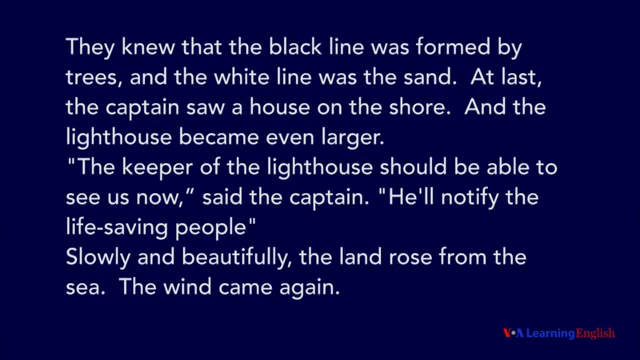 They knew that the black line was formed by
trees, and the white line was the sand.  At last,
the captain saw a house on the shore.  And the
lighthouse became even larger.
"The keeper of the lighthouse should be able to
see us now,” said the captain. "He'll notify the
life-saving people"
Slowly and beautifully, the land rose from the
sea.  The wind came again.
VOA Learning English